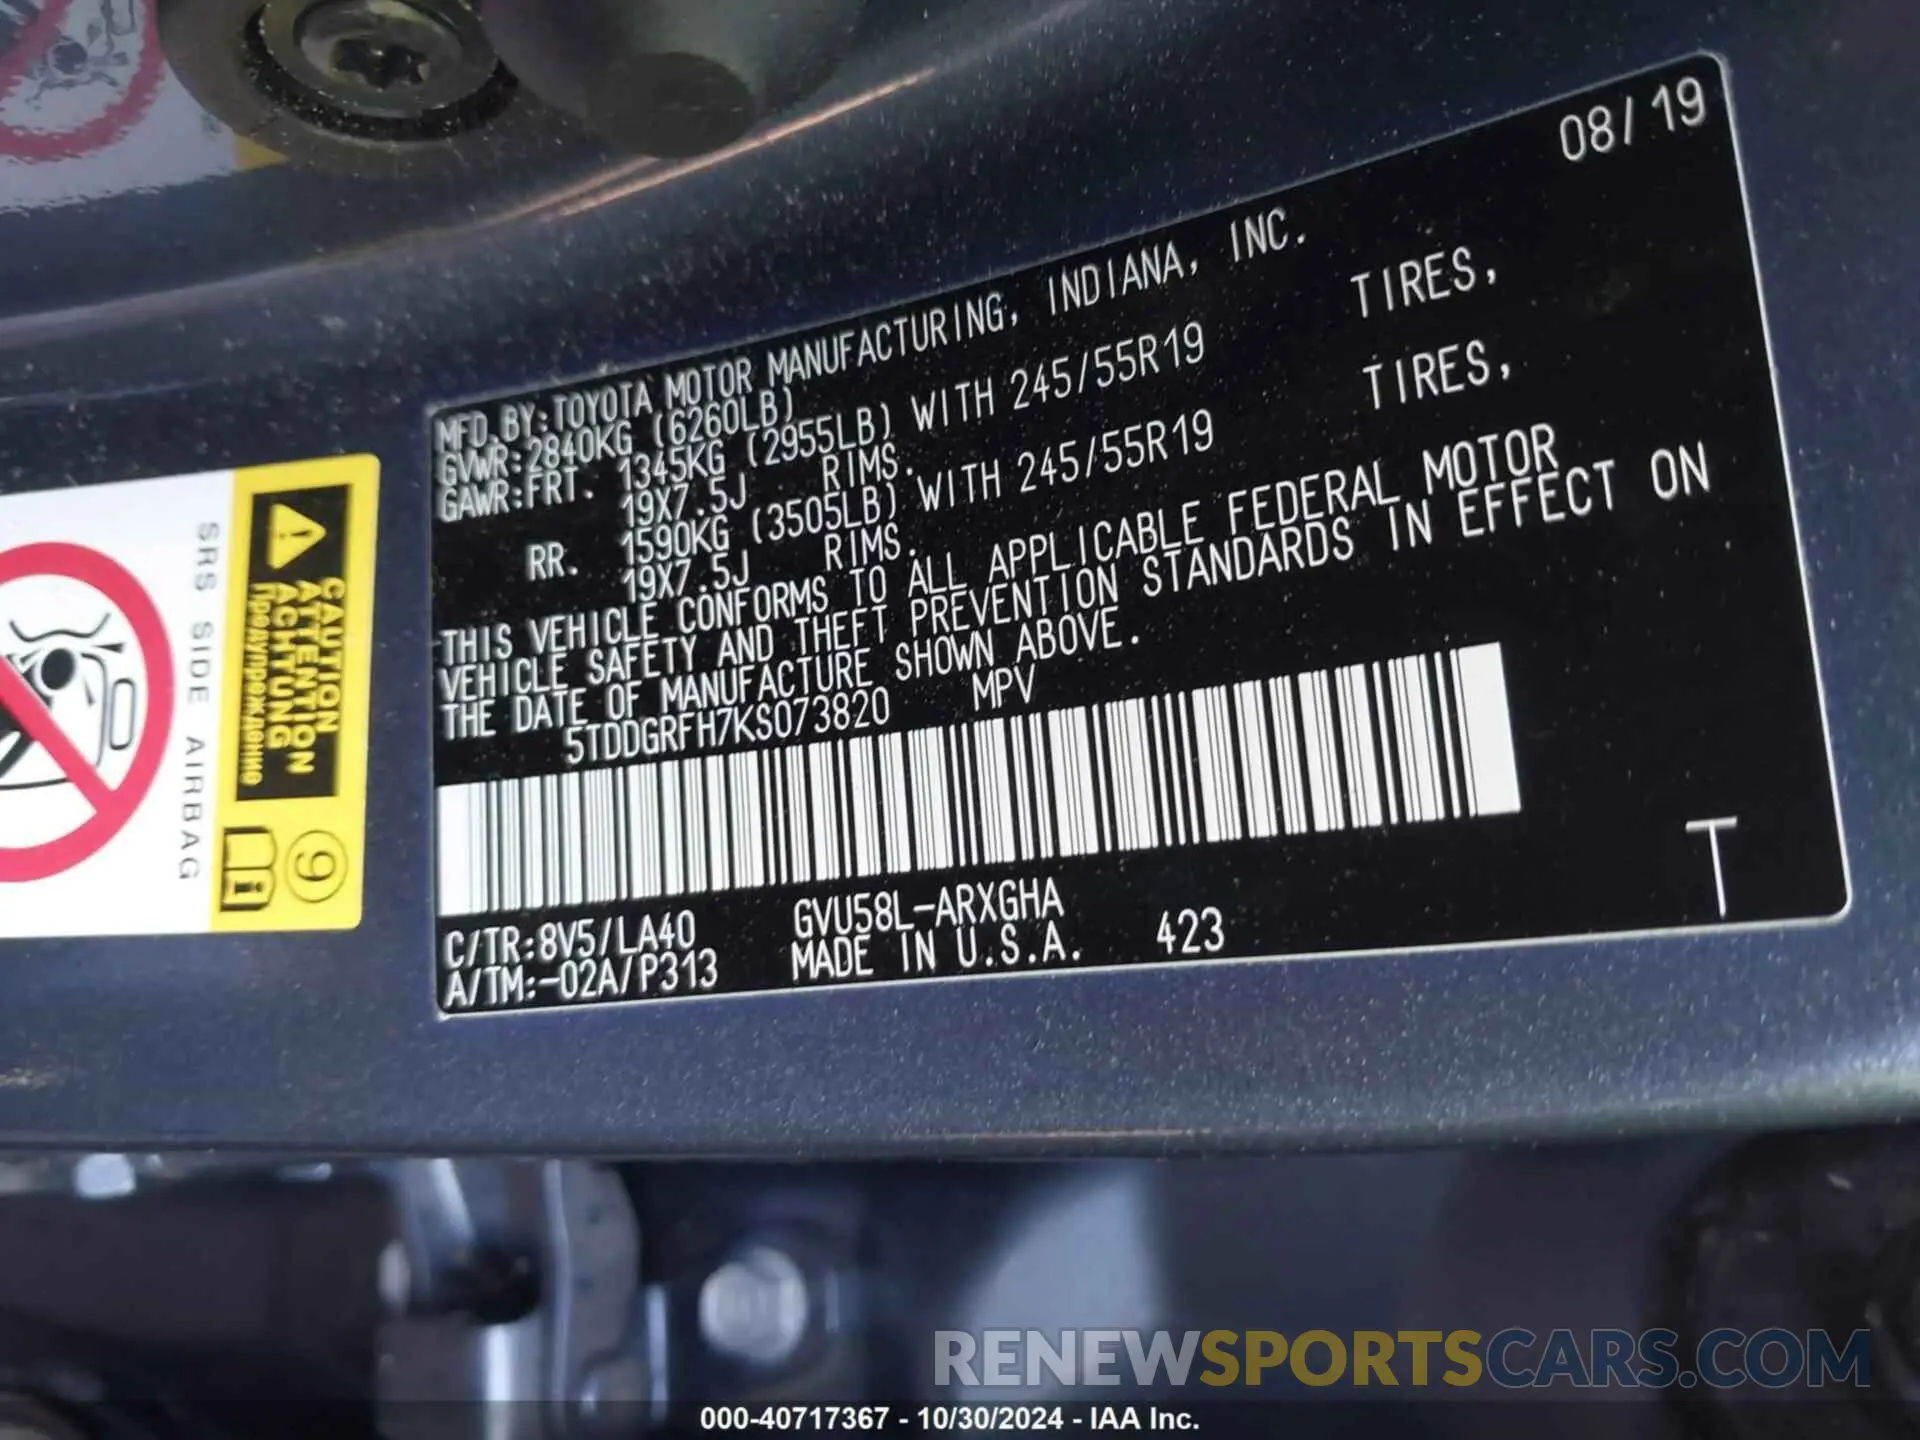 08/19
MFD. BY: TOYOTA MOTOR MANUFACTURING, INDIANA, INC.
GVWR: 2840KG (6260LB)
GAWR: FRT. 1345KG (2955LB) WITH 245/55R19 TIRES,
19X7.5J RIMS.
RR. 1590KG (3505LB) WITH 245/55R19 TIRES,
19X7.5J RIMS.
THIS VEHICLE CONFORMS TO ALL APPLICABLE FEDERAL MOTOR
VEHICLE SAFETY AND THEFT PREVENTION STANDARDS IN EFFECT ON
THE DATE OF MANUFACTURE SHOWN ABOVE.
5TDDGRFH7KS073820 MPV
C/TR: 8V5/LA40 GVU58L-ARXGHA
A/TM: -02A/P313 MADE IN U.S.A. 423
T
CAUTION
ATTENTION
ACHTUNG
Предупреждение
SRS SIDE AIRBAG
9
RENEWSPORTSCARS.COM
000-40717367 - 10/30/2024 - IAA Inc.